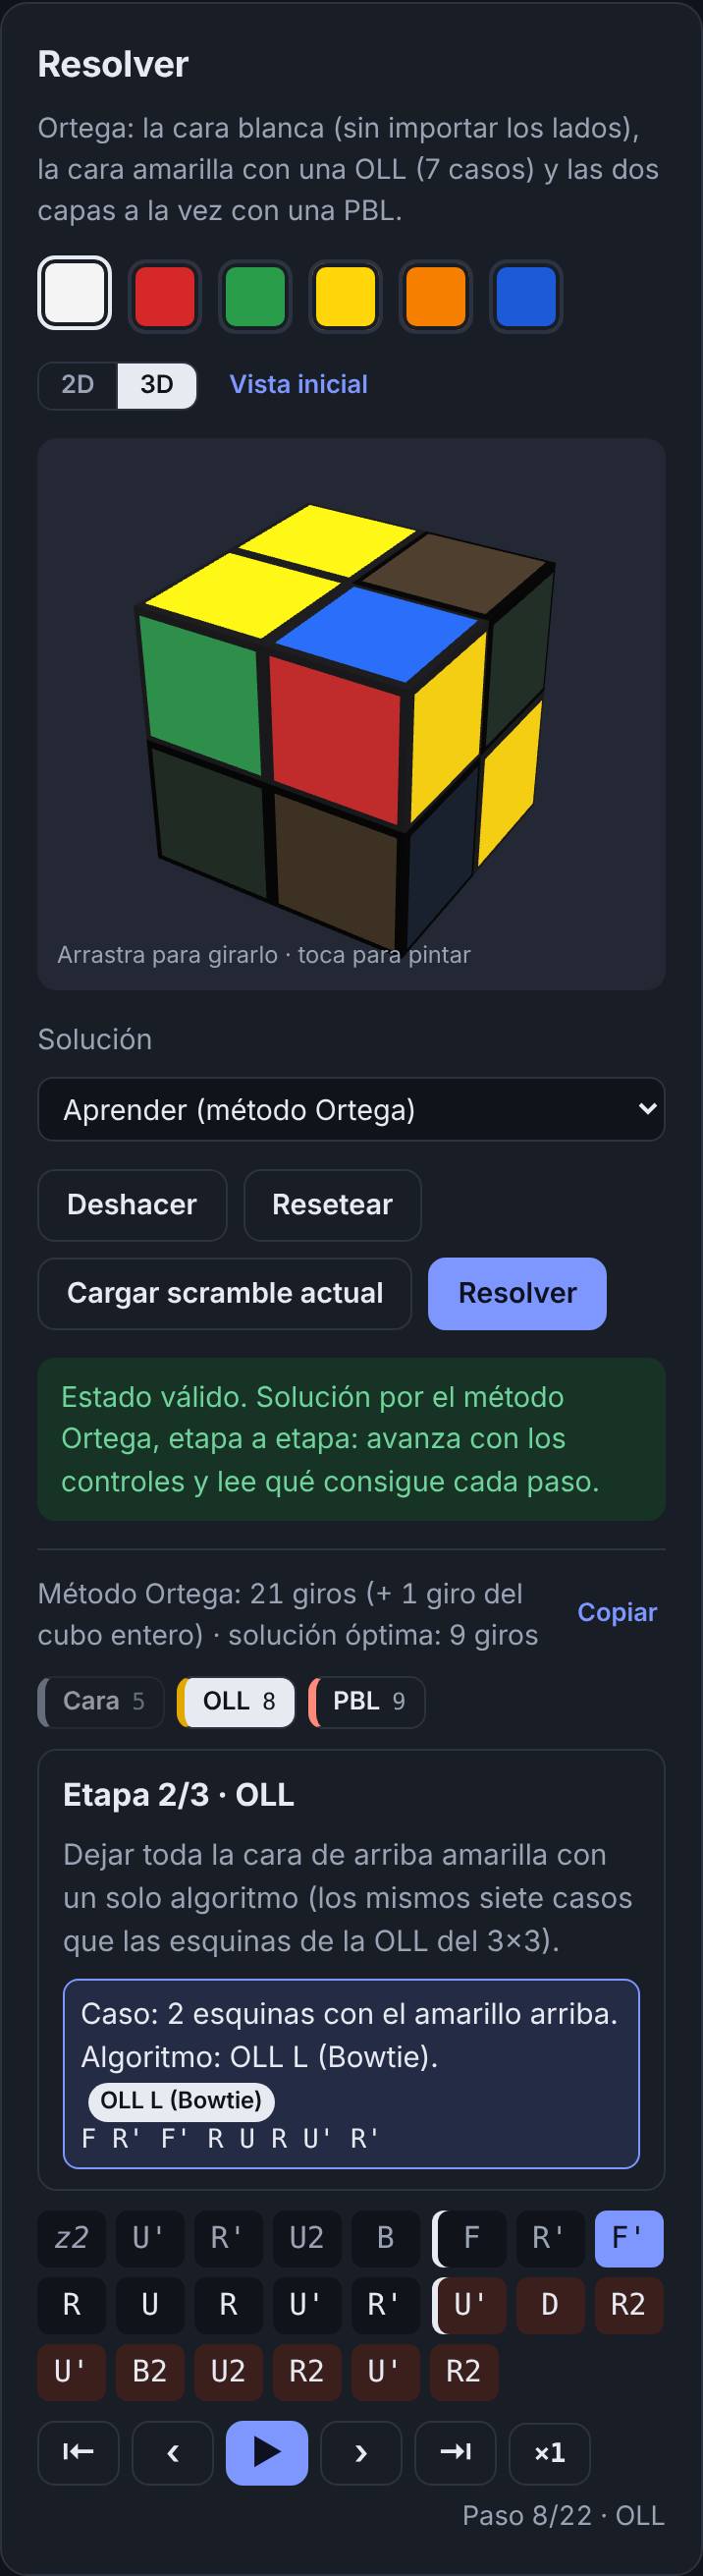 Resolver
Ortega: la cara blanca (sin importar los lados),
la cara amarilla con una OLL (7 casos) y las dos
capas a la vez con una PBL.
2D 3D Vista inicial
Arrastra para girarlo · toca para pintar
Solución
Aprender (método Ortega)
Deshacer Resetear
Cargar scramble actual Resolver
Estado válido. Solución por el método
Ortega, etapa a etapa: avanza con los
controles y lee qué consigue cada paso.
Método Ortega: 21 giros (+ 1 giro del
cubo entero) · solución óptima: 9 giros
Copiar
Cara 5 OLL 8 PBL 9
Etapa 2/3 · OLL
Dejar toda la cara de arriba amarilla con
un solo algoritmo (los mismos siete casos
que las esquinas de la OLL del 3×3).
Caso: 2 esquinas con el amarillo arriba.
Algoritmo: OLL L (Bowtie).
OLL L (Bowtie)
F R' F' R U R U' R'
z2 U' R' U2 B F R' F'
R U R U' R' U' D R2
U' B2 U2 R2 U' R2
×1
Paso 8/22 · OLL